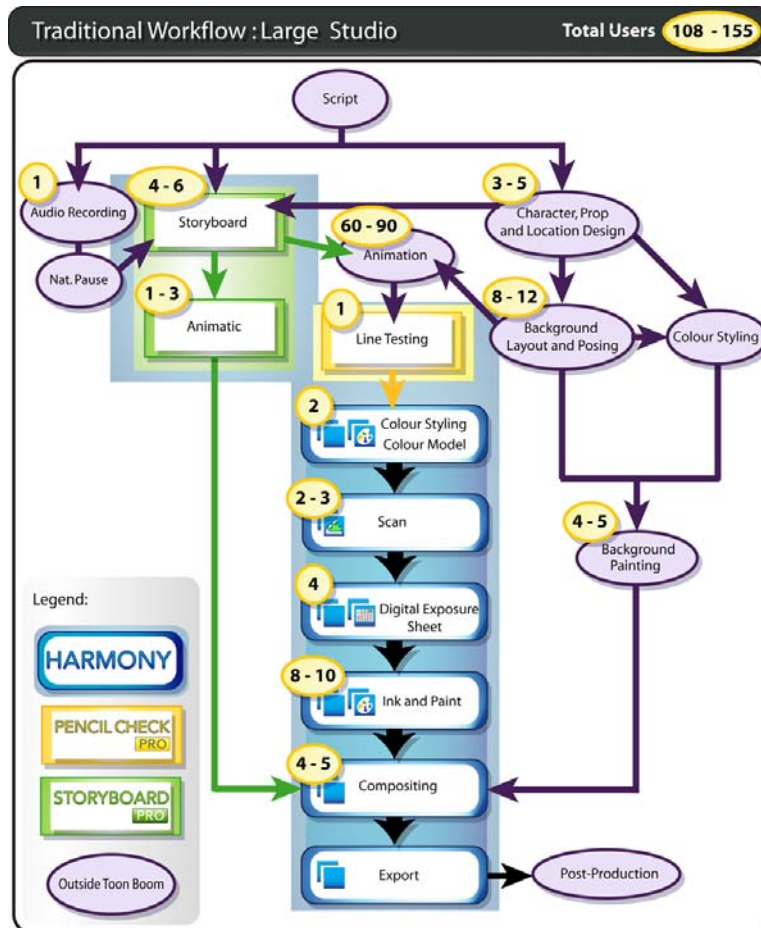 Traditional Workflow : Large Studio
Total Users 108 - 155
Script
1
Audio Recording
Nat. Pause
4 - 6
Storyboard
1 - 3
Animatic
60 - 90
Animation
1
Line Testing
3 - 5
Character, Prop
and Location Design
8 - 12
Background
Layout and Posing
Colour Styling
2
Colour Styling
Colour Model
2 - 3
Scan
4 - 5
Background
Painting
4
Digital Exposure
Sheet
8 - 10
Ink and Paint
4 - 5
Compositing
Export
Post-Production
Legend:
HARMONY
PENCIL CHECK
PRO
STORYBOARD
PRO
Outside Toon Boom